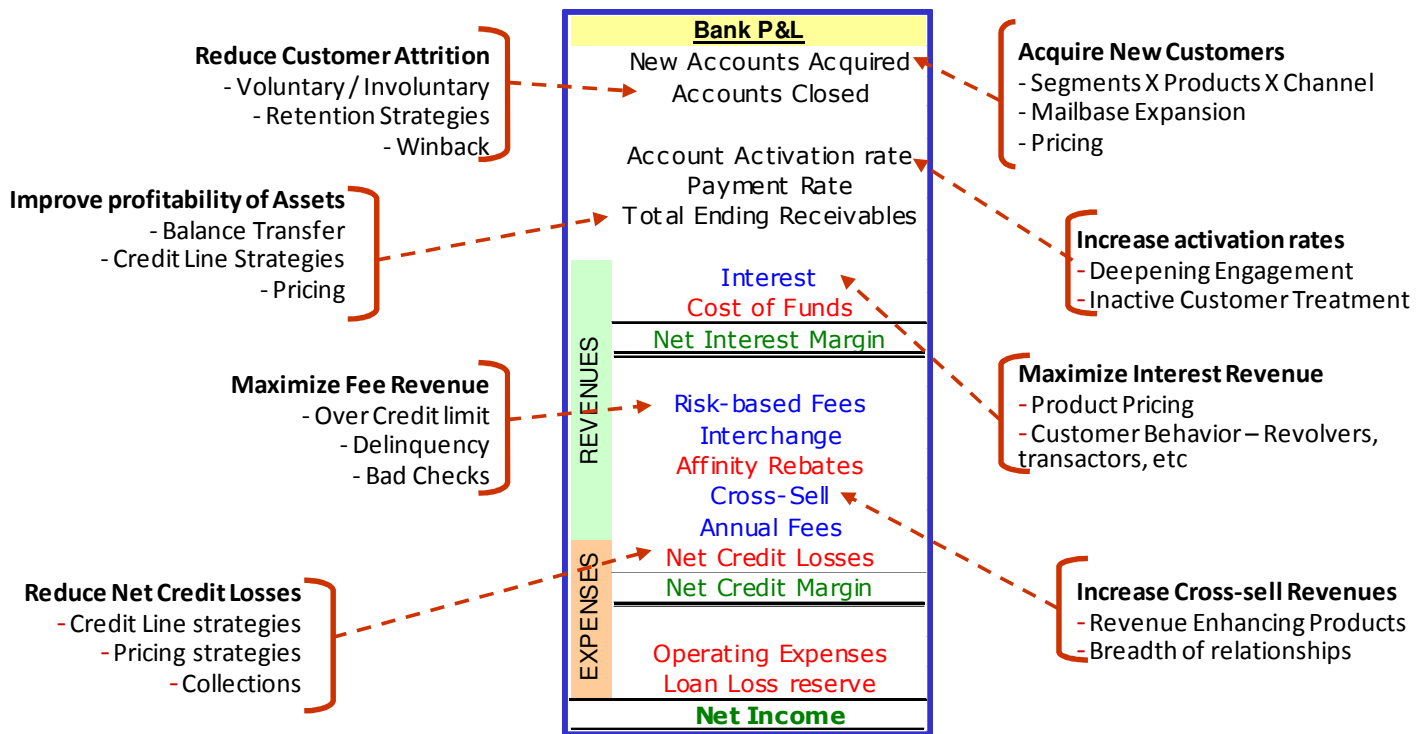 Bank P&L
New Accounts Acquired
Accounts Closed
Account Activation rate
Payment Rate
Total Ending Receivables
REVENUES
Interest
Cost of Funds
Net Interest Margin
Risk-based Fees
Interchange
Affinity Rebates
Cross-Sell
Annual Fees
EXPENSES
Net Credit Losses
Net Credit Margin
Operating Expenses
Loan Loss reserve
Net Income
Reduce Customer Attrition
- Voluntary / Involuntary
- Retention Strategies
- Winback
Improve profitability of Assets
- Balance Transfer
- Credit Line Strategies
- Pricing
Maximize Fee Revenue
- Over Credit limit
- Delinquency
- Bad Checks
Reduce Net Credit Losses
- Credit Line strategies
- Pricing strategies
- Collections
Acquire New Customers
- Segments X Products X Channel
- Mailbase Expansion
- Pricing
Increase activation rates
- Deepening Engagement
- Inactive Customer Treatment
Maximize Interest Revenue
- Product Pricing
- Customer Behavior – Revolvers,
transactors, etc
Increase Cross-sell Revenues
- Revenue Enhancing Products
- Breadth of relationships